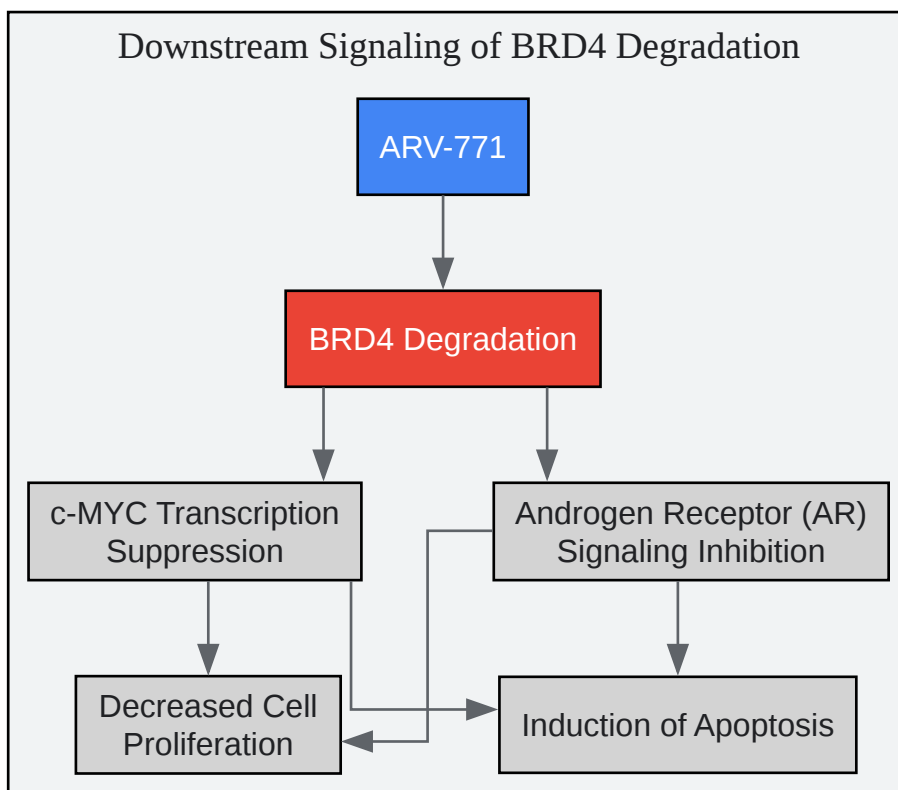 Downstream Signaling of BRD4 Degradation
ARV-771
BRD4 Degradation
c-MYC Transcription
Suppression
Androgen Receptor (AR)
Signaling Inhibition
Decreased Cell
Proliferation
Induction of Apoptosis